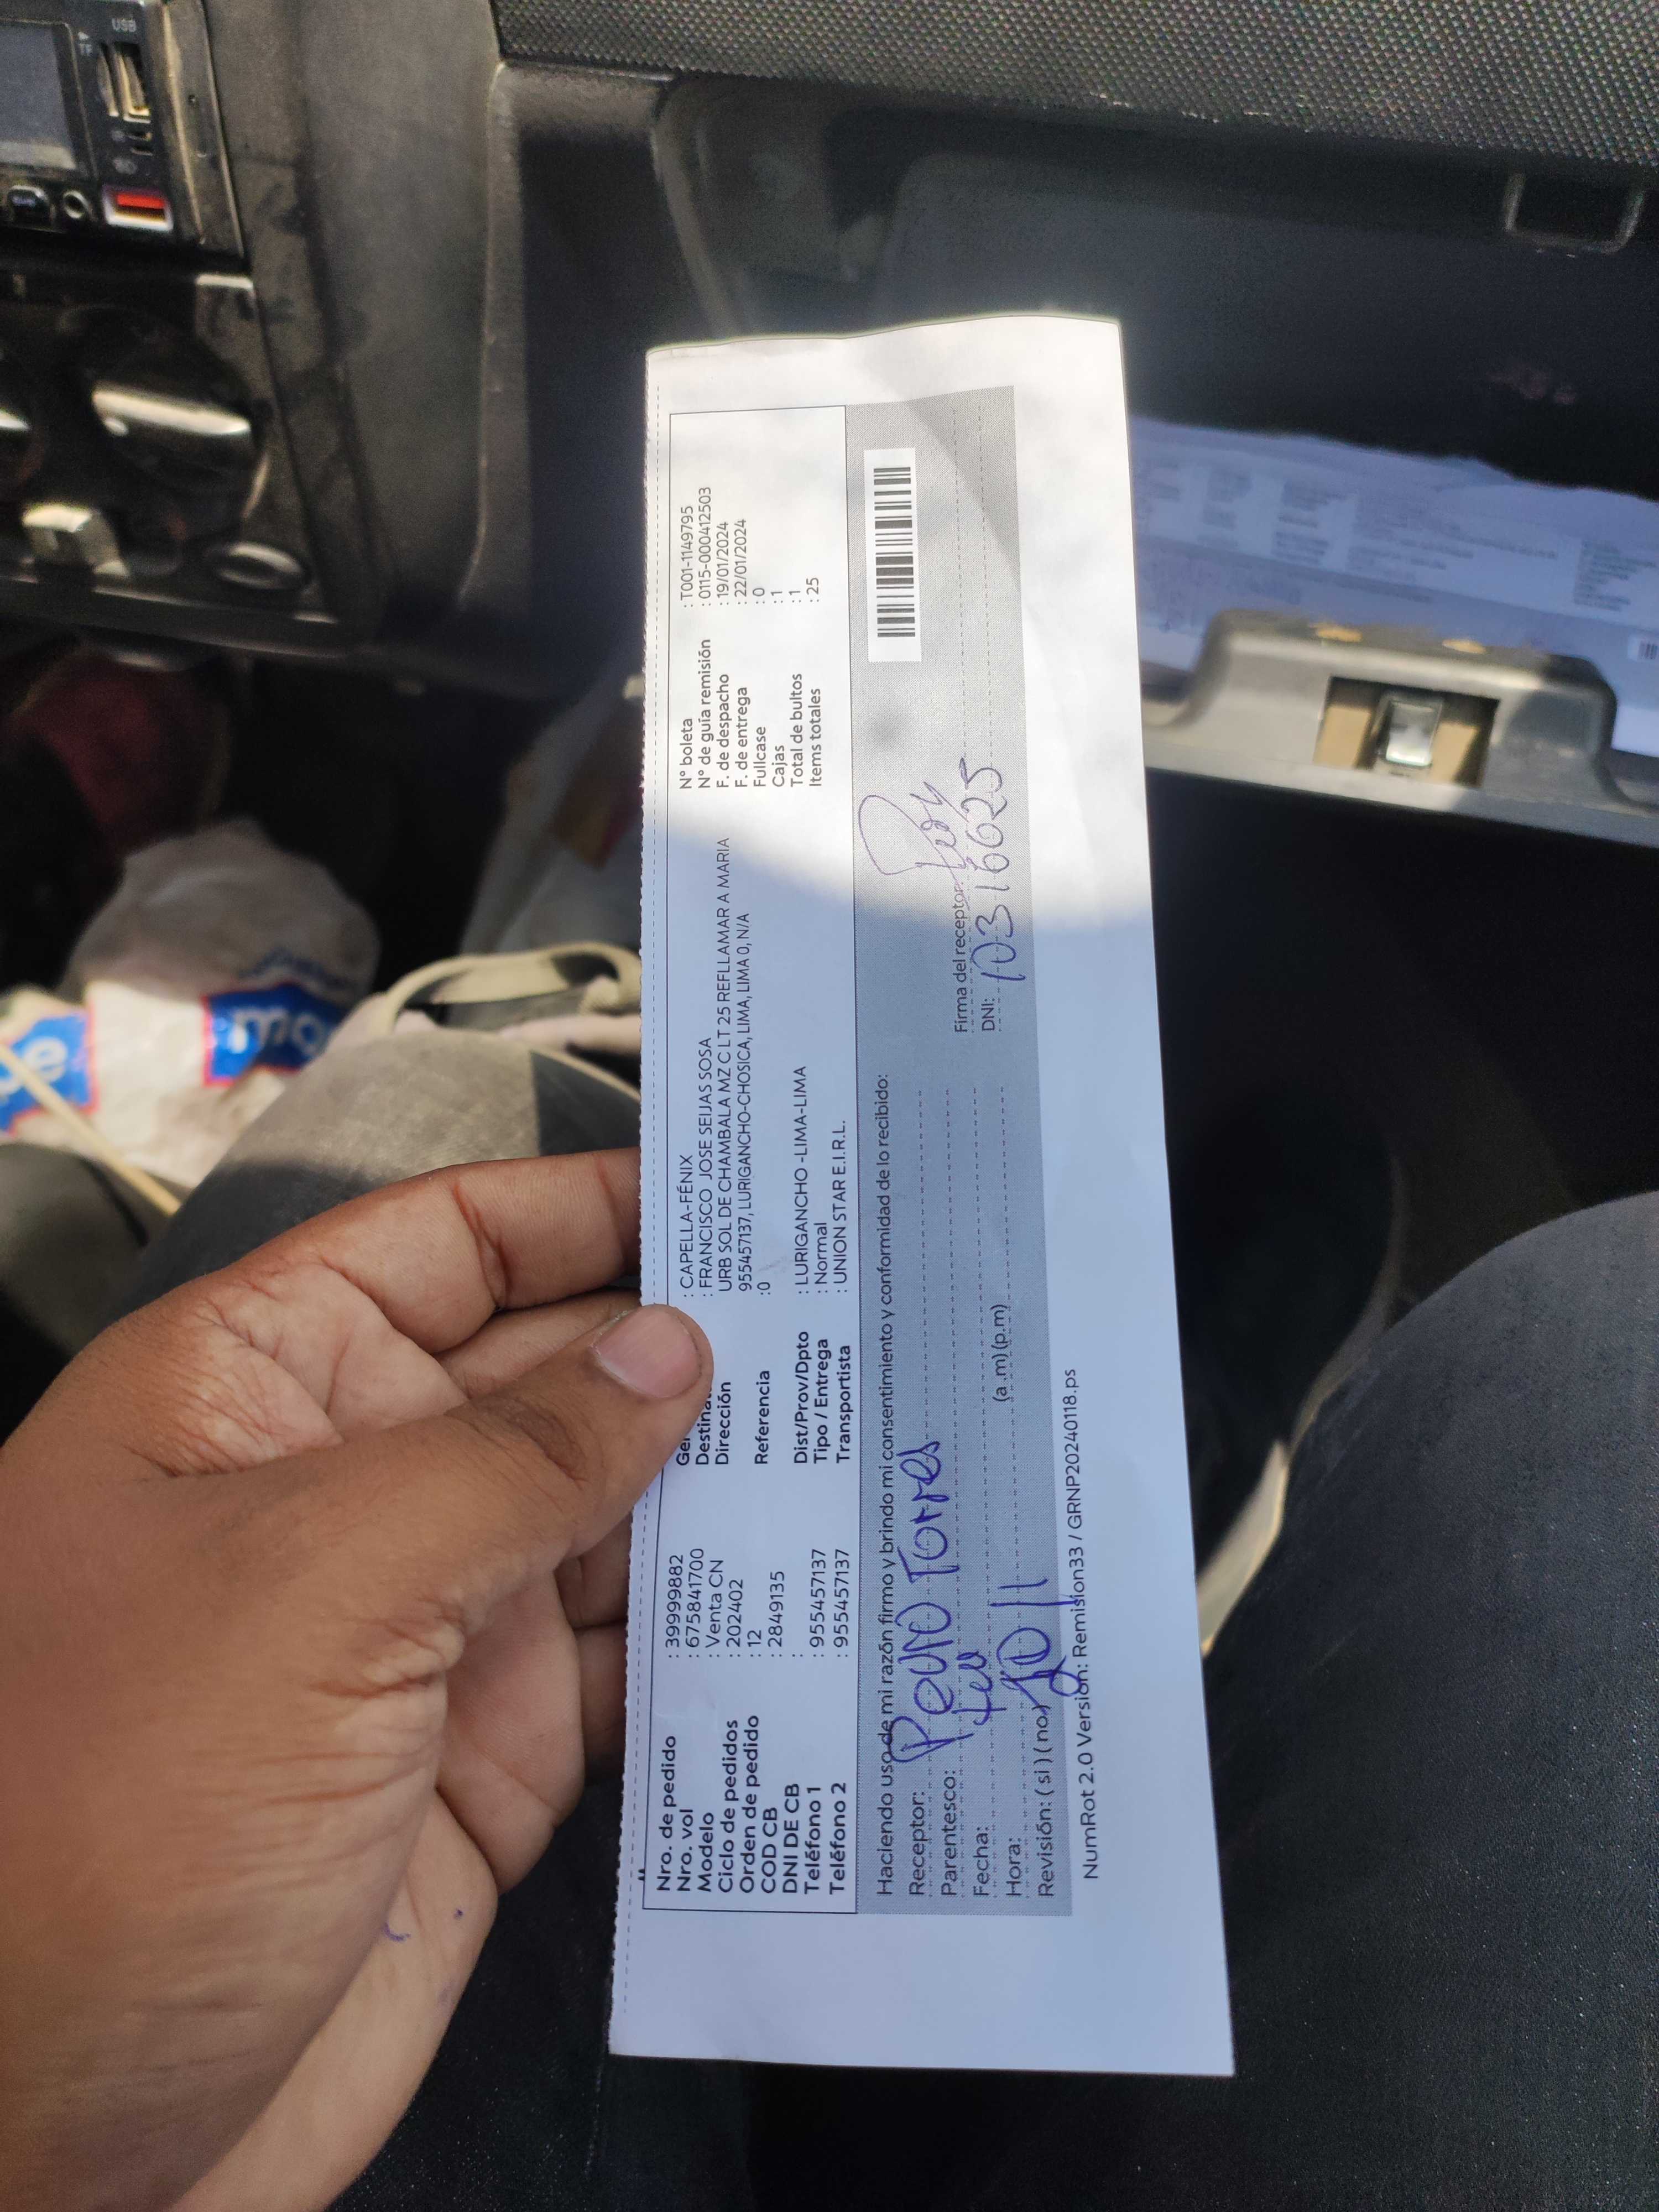 Nro. de pedido : 399999882
Nro. vol : 675841700
Modelo : Venta CN
Ciclo de pedidos : 202402
Orden de pedido : 12
COD CB : 2849135
DNI DE CB :
Teléfono 1 : 955457137
Teléfono 2 : 955457137
: CAPELLA-FÉNIX
: FRANCISCO JOSE SEIJAS SOSA
Dirección URB SOL DE CHAMBALA MZ C LT 25 REFLLAMAR A MARIA
955457137, LURIGANCHO-CHOSICA, LIMA, LIMA 0, N/A
Referencia :0
Dist/Prov/Dpto : LURIGANCHO -LIMA-LIMA
Tipo / Entrega : Normal
Transportista : UNION STAR E.I.R.L.
N° boleta : T001-1149795
N° de guía remisión : 0115-000412503
F. de despacho : 19/01/2024
F. de entrega : 22/01/2024
Fullcase : 0
Cajas : 1
Total de bultos : 1
Items totales : 25
Haciendo uso de mi razón firmo y brindo mi consentimiento y conformidad de lo recibido:
Receptor: Pedro Torres
Parentesco:
Fecha:
Hora: (a .m) (p.m)
Revisión: ( si ) ( no )
Firma del receptor:
DNI: 10316625
NumRot 2.0 Versión: Remision33 / GRNP20240118.ps
USB
TF